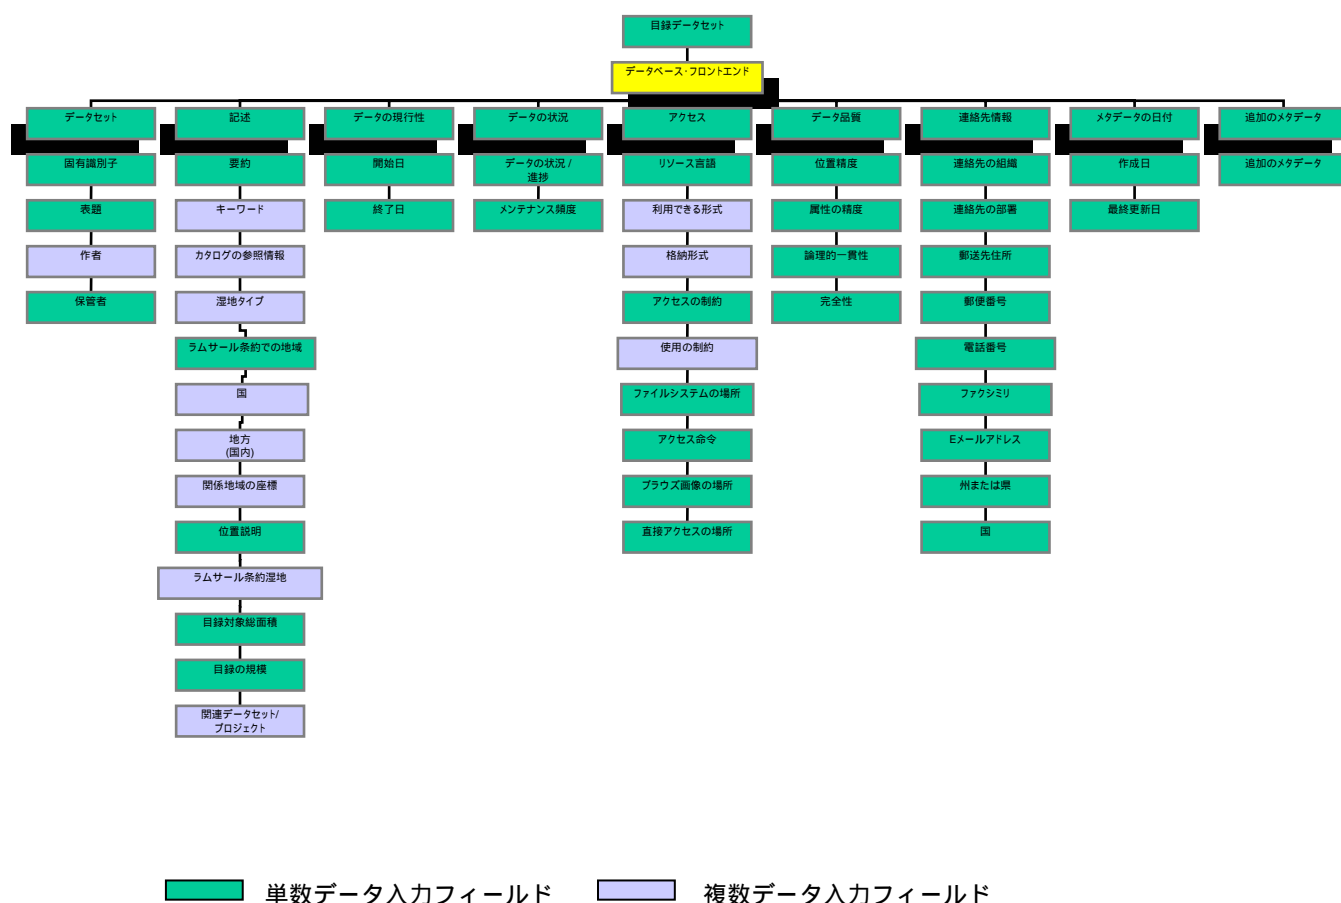 目録データセット
データベース・フロントエンド
データセット
固有識別子
表題
作者
保管者
記述
要約
キーワード
カタログの参照情報
湿地タイプ
ラムサール条約での地域
国
地方
(国内)
関係地域の座標
位置説明
ラムサール条約湿地
目録対象総面積
目録の規模
関連データセット/
プロジェクト
データの現行性
開始日
終了日
データの状況
データの状況 /
進捗
メンテナンス頻度
アクセス
リソース言語
利用できる形式
格納形式
アクセスの制約
使用の制約
ファイルシステムの場所
アクセス命令
ブラウズ画像の場所
直接アクセスの場所
データ品質
位置精度
属性の精度
論理的一貫性
完全性
連絡先情報
連絡先の組織
連絡先の部署
郵送先住所
郵便番号
電話番号
ファクシミリ
Eメールアドレス
州または県
国
メタデータの日付
作成日
最終更新日
追加のメタデータ
追加のメタデータ
単数データ入力フィールド
複数データ入力フィールド